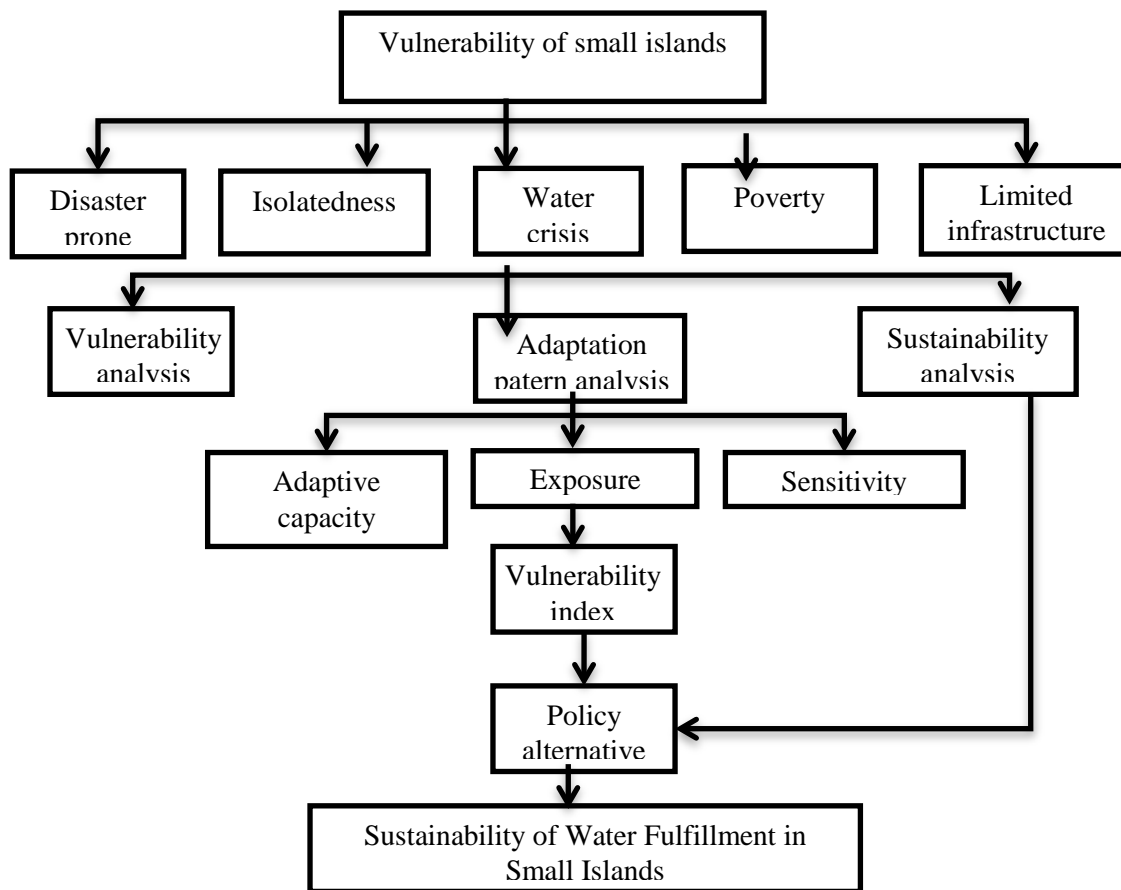 Vulnerability of small islands
Disaster
prone
Isolatedness
Water
crisis
Poverty
Limited
infrastructure
Vulnerability
analysis
Adaptation
patern analysis
Sustainability
analysis
Adaptive
capacity
Exposure
Sensitivity
Vulnerability
index
Policy
alternative
Sustainability of Water Fulfillment in
Small Islands